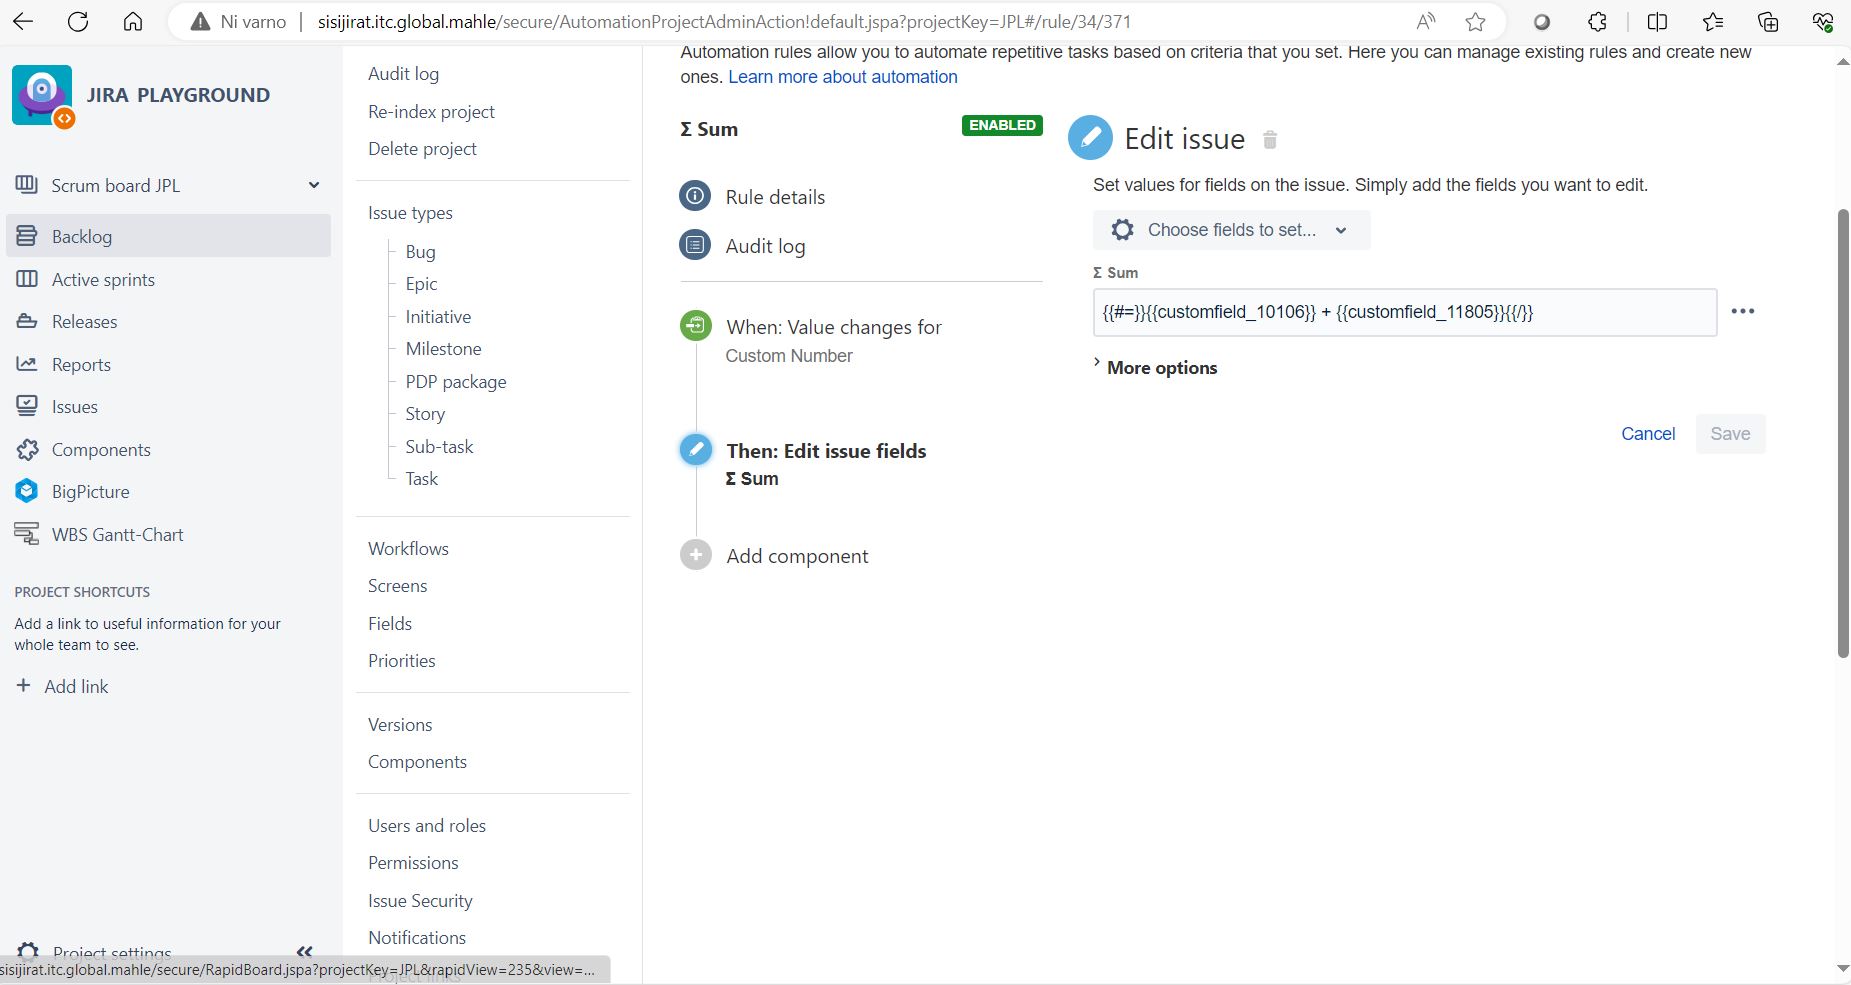 Ni varno
sisijirat.itc.global.mahle/secure/AutomationProjectAdminAction!default.jspa?projectKey=JPL#/rule/34/371
JIRA PLAYGROUND
Scrum board JPL
Backlog
Active sprints
Releases
Reports
Issues
Components
BigPicture
WBS Gantt-Chart
PROJECT SHORTCUTS
Add a link to useful information for your
whole team to see.
+ Add link
Project settings
sisijirat.itc.global.mahle/secure/RapidBoard.jspa?projectKey=JPL&rapidView=235&view=...
Audit log
Re-index project
Delete project
Issue types
Bug
Epic
Initiative
Milestone
PDP package
Story
Sub-task
Task
Workflows
Screens
Fields
Priorities
Versions
Components
Users and roles
Permissions
Issue Security
Notifications
Project links
Automation rules allow you to automate repetitive tasks based on criteria that you set. Here you can manage existing rules and create new
ones. Learn more about automation
Σ Sum
ENABLED
Rule details
Audit log
When: Value changes for
Custom Number
Then: Edit issue fields
Σ Sum
Add component
Edit issue
Set values for fields on the issue. Simply add the fields you want to edit.
Choose fields to set...
Σ Sum
{{#=}}{{customfield_10106}} + {{customfield_11805}}{{/}}
More options
Cancel
Save